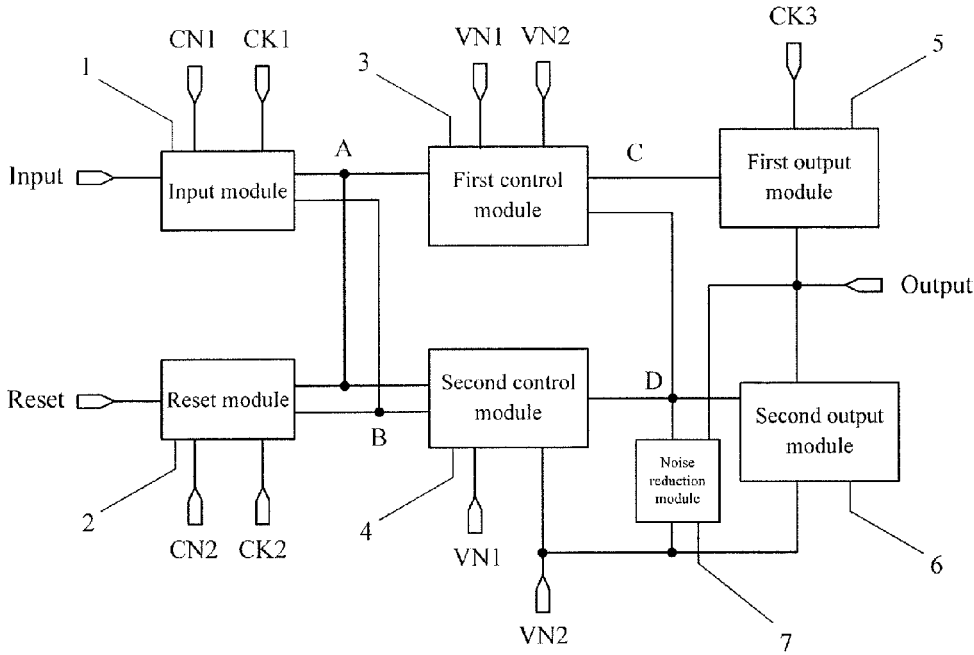 CN1
CK1
VN1
VN2
CK3
1
3
5
Input
Input module
A
First control
module
C
First output
module
Output
Reset
Reset module
B
Second control
module
D
Second output
module
Noise
reduction
module
2
CN2
CK2
4
VN1
VN2
7
6